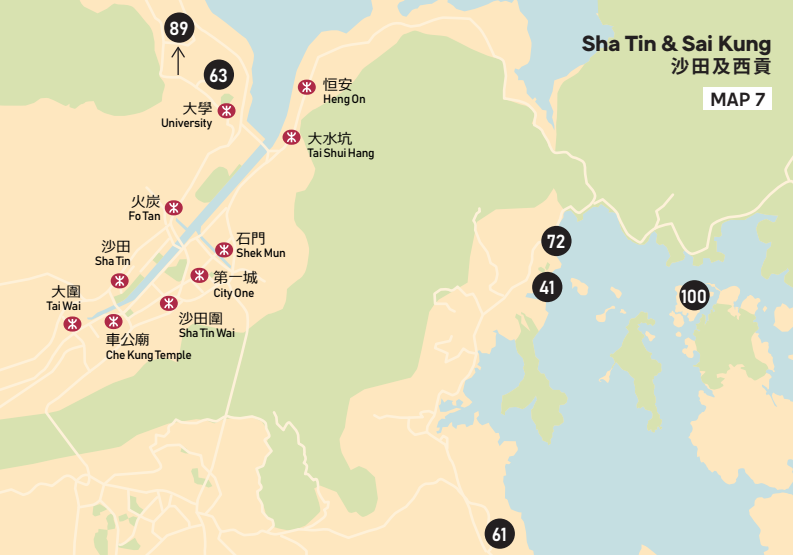 Sha Tin & Sai Kung
沙田及西貢
MAP 7
89
63
恒安
Heng On
大學
University
大水坑
Tai Shui Hang
火炭
Fo Tan
石門
Shek Mun
沙田
Sha Tin
第一城
City One
大圍
Tai Wai
沙田圍
Sha Tin Wai
車公廟
Che Kung Temple
72
41
100
61